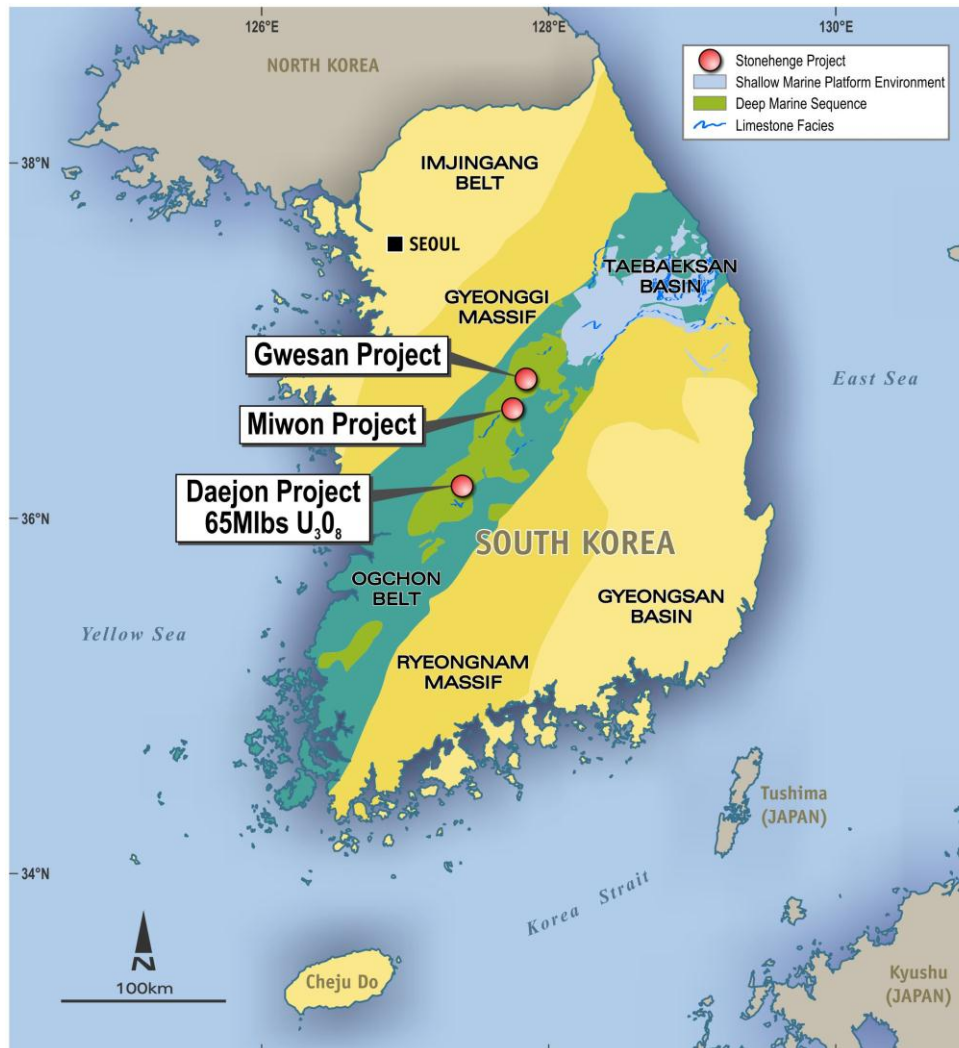 126°E
128°E
130°E
NORTH KOREA
Stonehenge Project
Shallow Marine Platform Environment
Deep Marine Sequence
Limestone Facies
38°N
IMJINGANG
BELT
SEOUL
TAEBAEKSAN
BASIN
GYEONGGI
MASSIF
Gwesan Project
East Sea
Miwon Project
Daejon Project
65Mlbs U₃0₈
36°N
SOUTH KOREA
OGCHON
BELT
GYEONGSAN
BASIN
Yellow Sea
RYEONGNAM
MASSIF
Tushima
(JAPAN)
34°N
Korea Strait
N
100km
Cheju Do
Kyushu
(JAPAN)